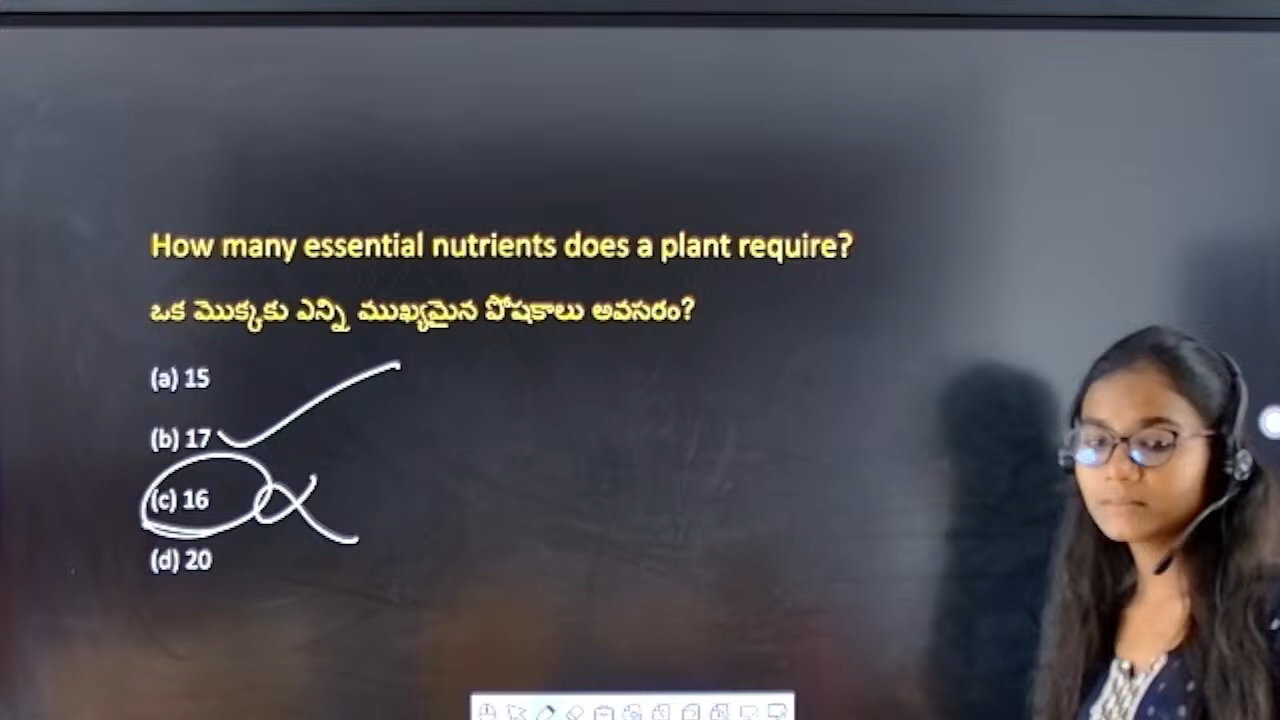 How many essential nutrients does a plant require?
ఒక మొక్కకు ఎన్ని ముఖ్యమైన పోషకాలు అవసరం?
(a) 15
(b) 17
(c) 16
(d) 20